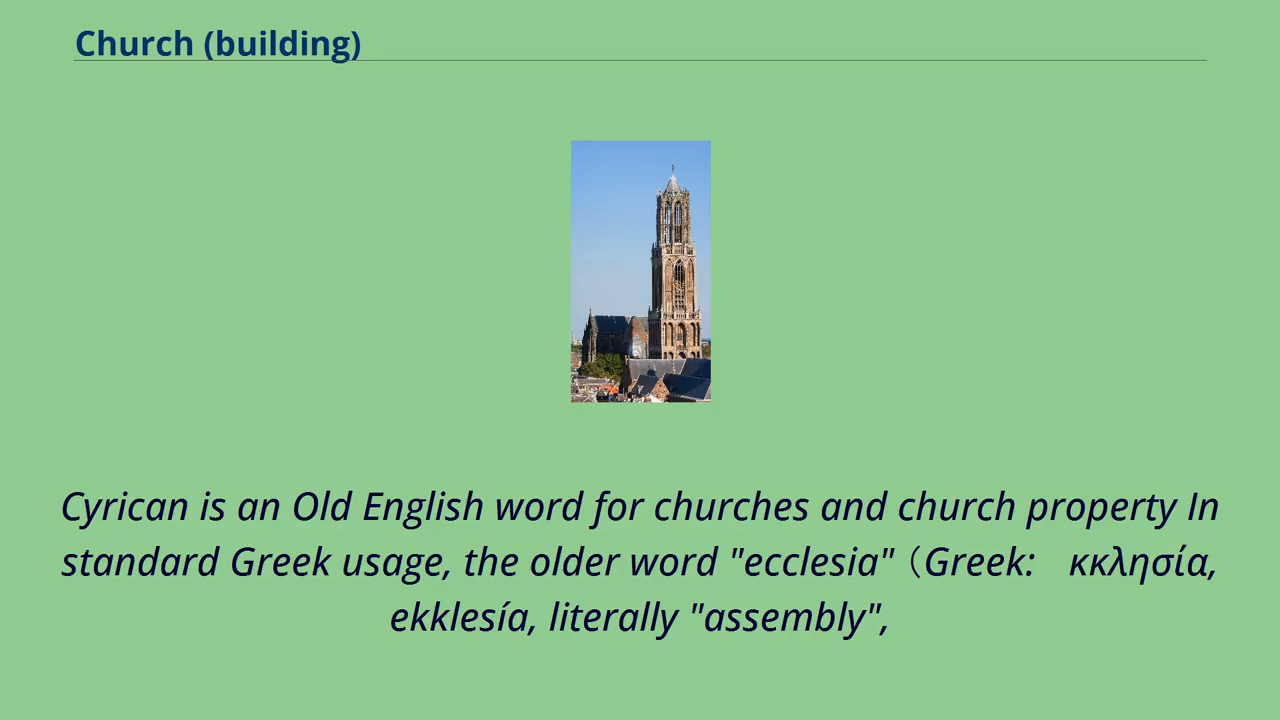 Church (building)
Cyrican is an Old English word for churches and church property In
standard Greek usage, the older word "ecclesia" （Greek: κκλησία,
ekklesía, literally "assembly",